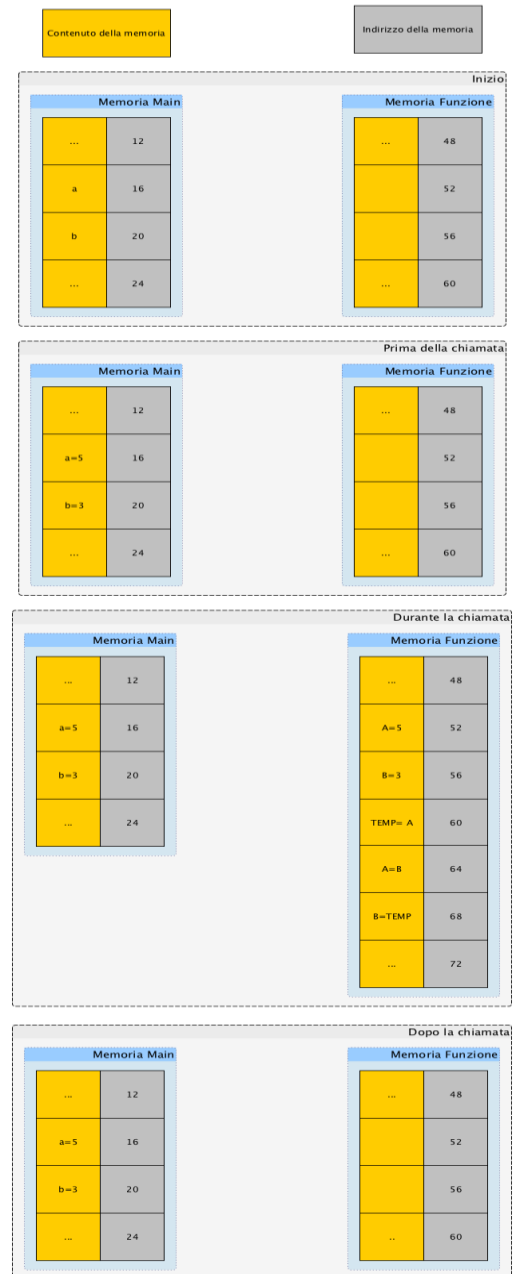 Contenuto della memoria
Indirizzo della memoria
Inizio
Memoria Main
... 12
a 16
b 20
... 24
Memoria Funzione
... 48
52
56
... 60
Prima della chiamata
Memoria Main
... 12
a=5 16
b=3 20
... 24
Memoria Funzione
... 48
52
56
... 60
Durante la chiamata
Memoria Main
... 12
a=5 16
b=3 20
... 24
Memoria Funzione
... 48
A=5 52
B=3 56
TEMP= A 60
A=B 64
B=TEMP 68
... 72
Dopo la chiamata
Memoria Main
... 12
a=5 16
b=3 20
... 24
Memoria Funzione
... 48
52
56
.. 60